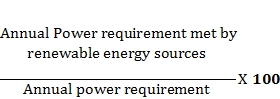 Annual Power requirement met by
renewable energy sources
X 100
Annual power requirement